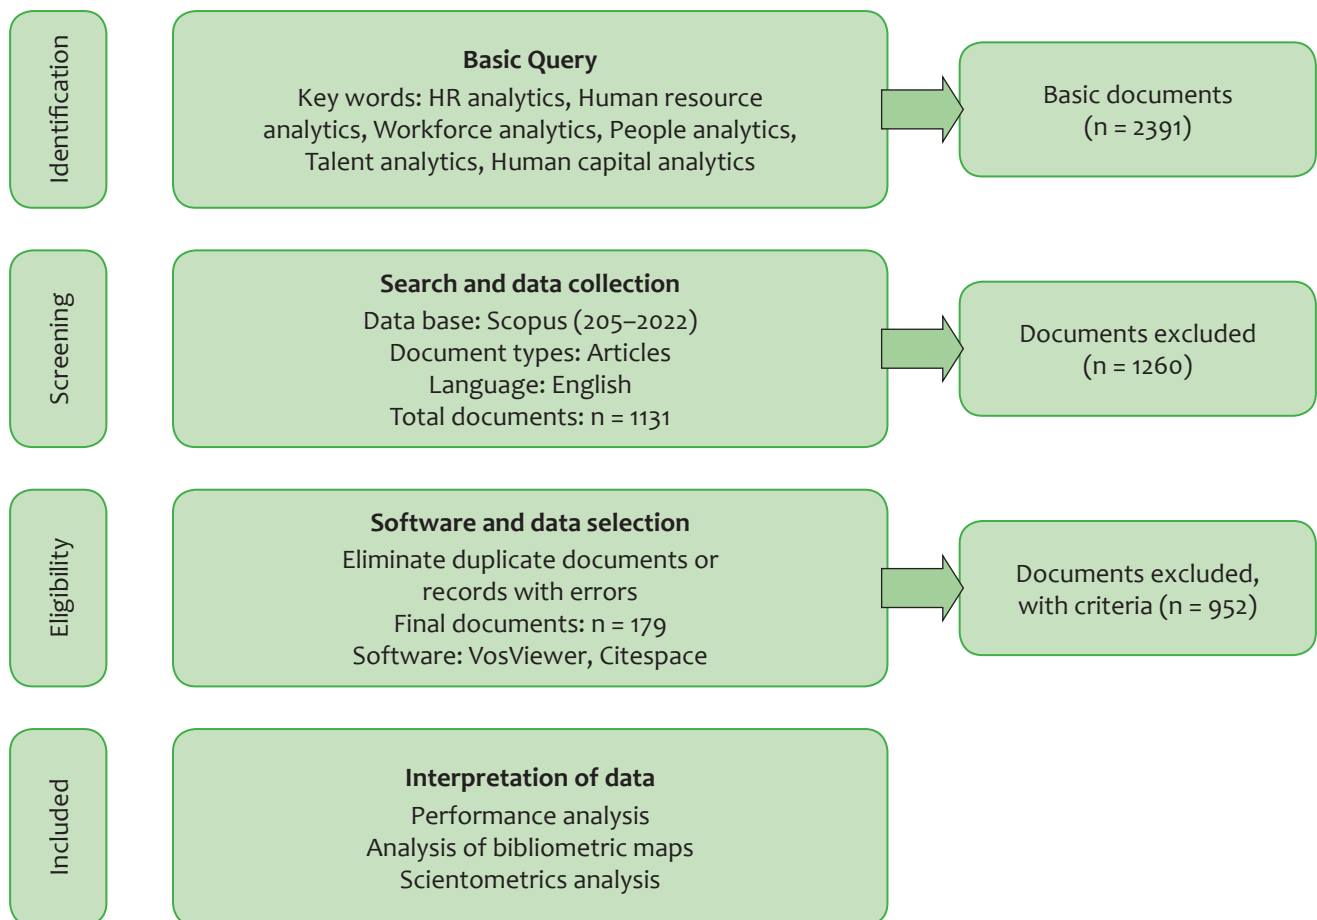 Identification
Basic Query
Key words: HR analytics, Human resource
analytics, Workforce analytics, People analytics,
Talent analytics, Human capital analytics
Basic documents
(n = 2391)
Screening
Search and data collection
Data base: Scopus (205–2022)
Document types: Articles
Language: English
Total documents: n = 1131
Documents excluded
(n = 1260)
Eligibility
Software and data selection
Eliminate duplicate documents or
records with errors
Final documents: n = 179
Software: VosViewer, Citespace
Documents excluded,
with criteria (n = 952)
Included
Interpretation of data
Performance analysis
Analysis of bibliometric maps
Scientometrics analysis